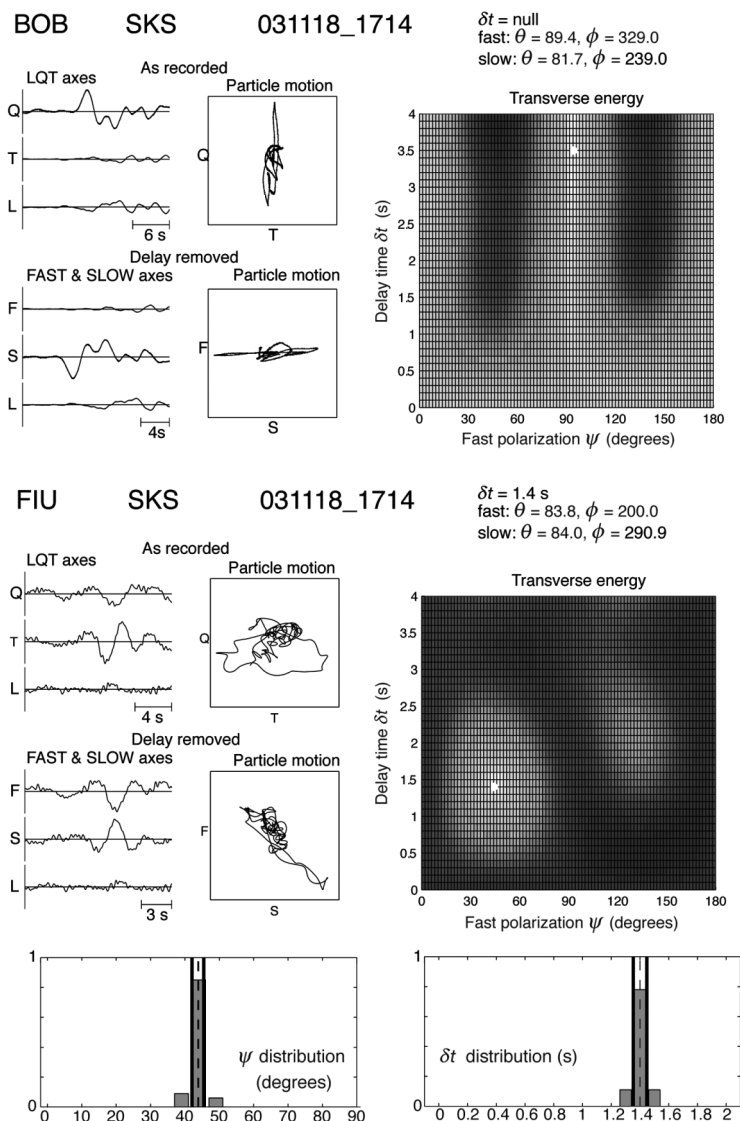 BOB SKS 031118_1714
δt = null
fast: θ = 89.4, ϕ = 329.0
slow: θ = 81.7, ϕ = 239.0
As recorded
LQT axes
Particle motion
Q
T
L
6 s
Q
T
Delay removed
FAST & SLOW axes
Particle motion
F
S
L
4s
F
S
Transverse energy
4
3.5
3
2.5
2
1.5
1
0.5
0
Delay time δt (s)
0 30 60 90 120 150 180
Fast polarization ψ (degrees)
FIU SKS 031118_1714
δt = 1.4 s
fast: θ = 83.8, ϕ = 200.0
slow: θ = 84.0, ϕ = 290.9
As recorded
LQT axes
Particle motion
Q
T
L
4 s
Q
T
Delay removed
FAST & SLOW axes
Particle motion
F
S
L
3 s
F
S
Transverse energy
4
3.5
3
2.5
2
1.5
1
0.5
0
Delay time δt (s)
0 30 60 90 120 150 180
Fast polarization ψ (degrees)
1
0
ψ distribution
(degrees)
0 10 20 30 40 50 60 70 80 90
1
0
δt distribution (s)
0 0.2 0.4 0.6 0.8 1 1.2 1.4 1.6 1.8 2